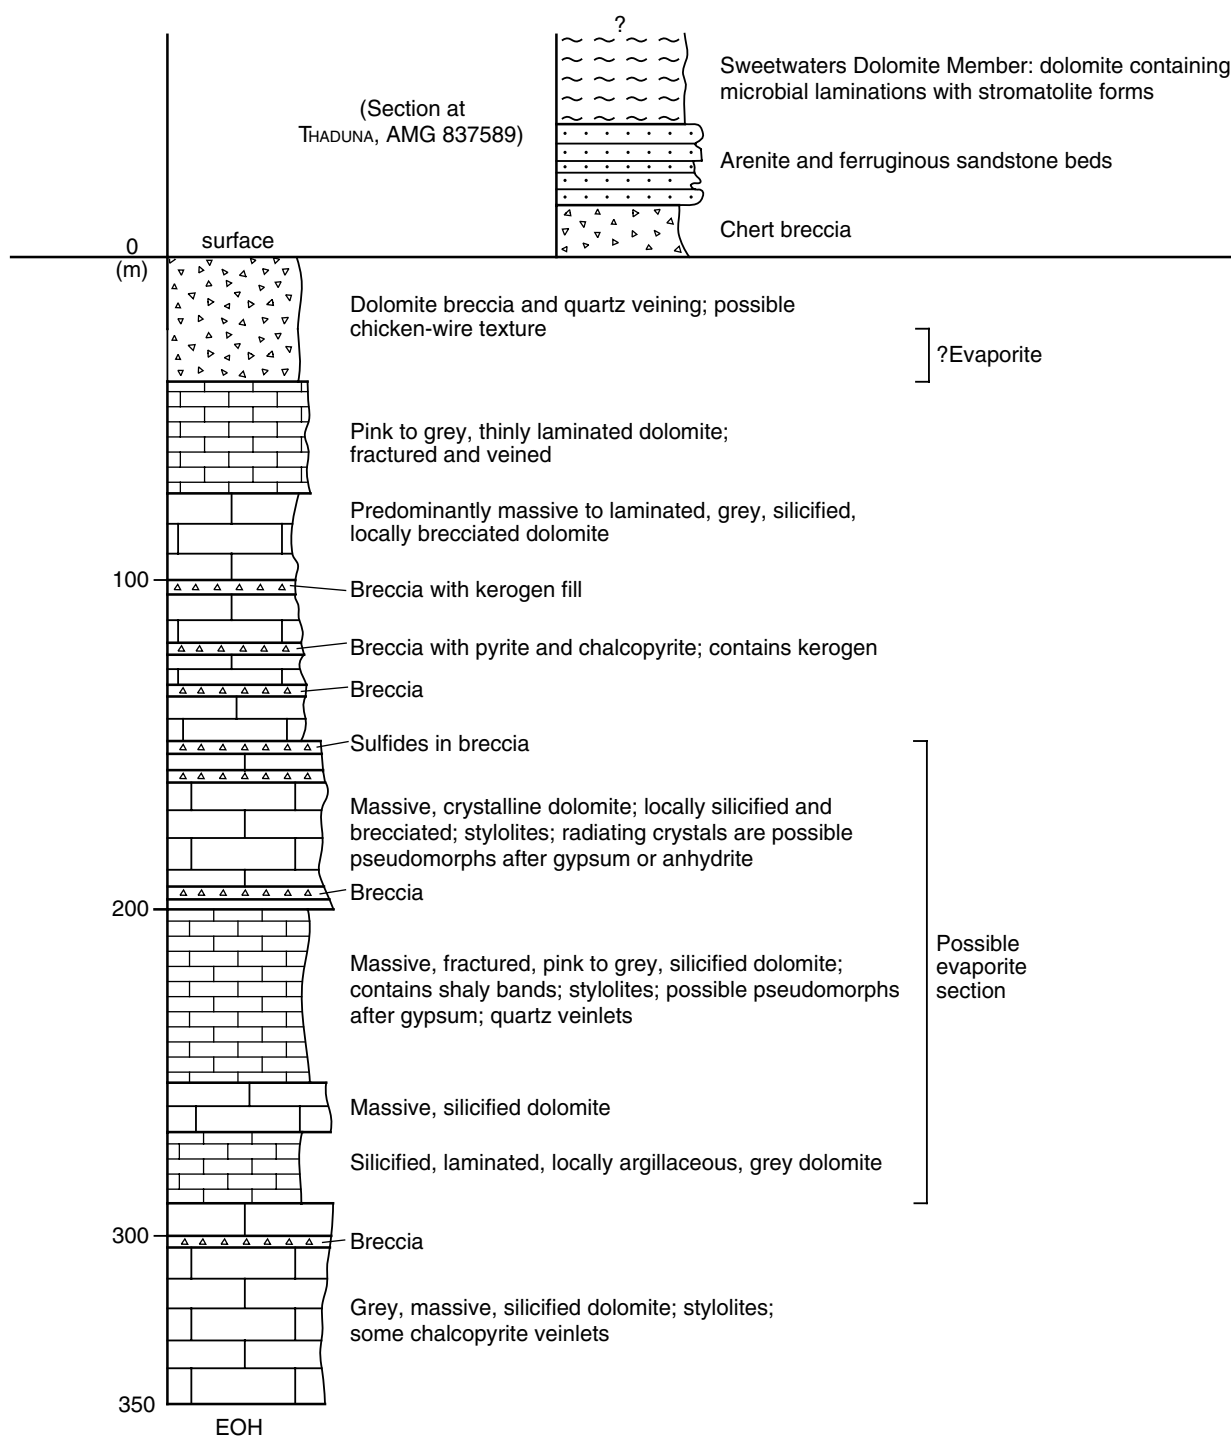 ?
Sweetwaters Dolomite Member: dolomite containing
microbial laminations with stromatolite forms
(Section at
THADUNA, AMG 837589)
Arenite and ferruginous sandstone beds
Chert breccia
0
(m)
surface
Dolomite breccia and quartz veining; possible
chicken-wire texture
?Evaporite
Pink to grey, thinly laminated dolomite;
fractured and veined
Predominantly massive to laminated, grey, silicified,
locally brecciated dolomite
100
Breccia with kerogen fill
Breccia with pyrite and chalcopyrite; contains kerogen
Breccia
Sulfides in breccia
Massive, crystalline dolomite; locally silicified and
brecciated; stylolites; radiating crystals are possible
pseudomorphs after gypsum or anhydrite
Breccia
200
Massive, fractured, pink to grey, silicified dolomite;
contains shaly bands; stylolites; possible pseudomorphs
after gypsum; quartz veinlets
Possible
evaporite
section
Massive, silicified dolomite
Silicified, laminated, locally argillaceous, grey dolomite
300
Breccia
Grey, massive, silicified dolomite; stylolites;
some chalcopyrite veinlets
350
EOH